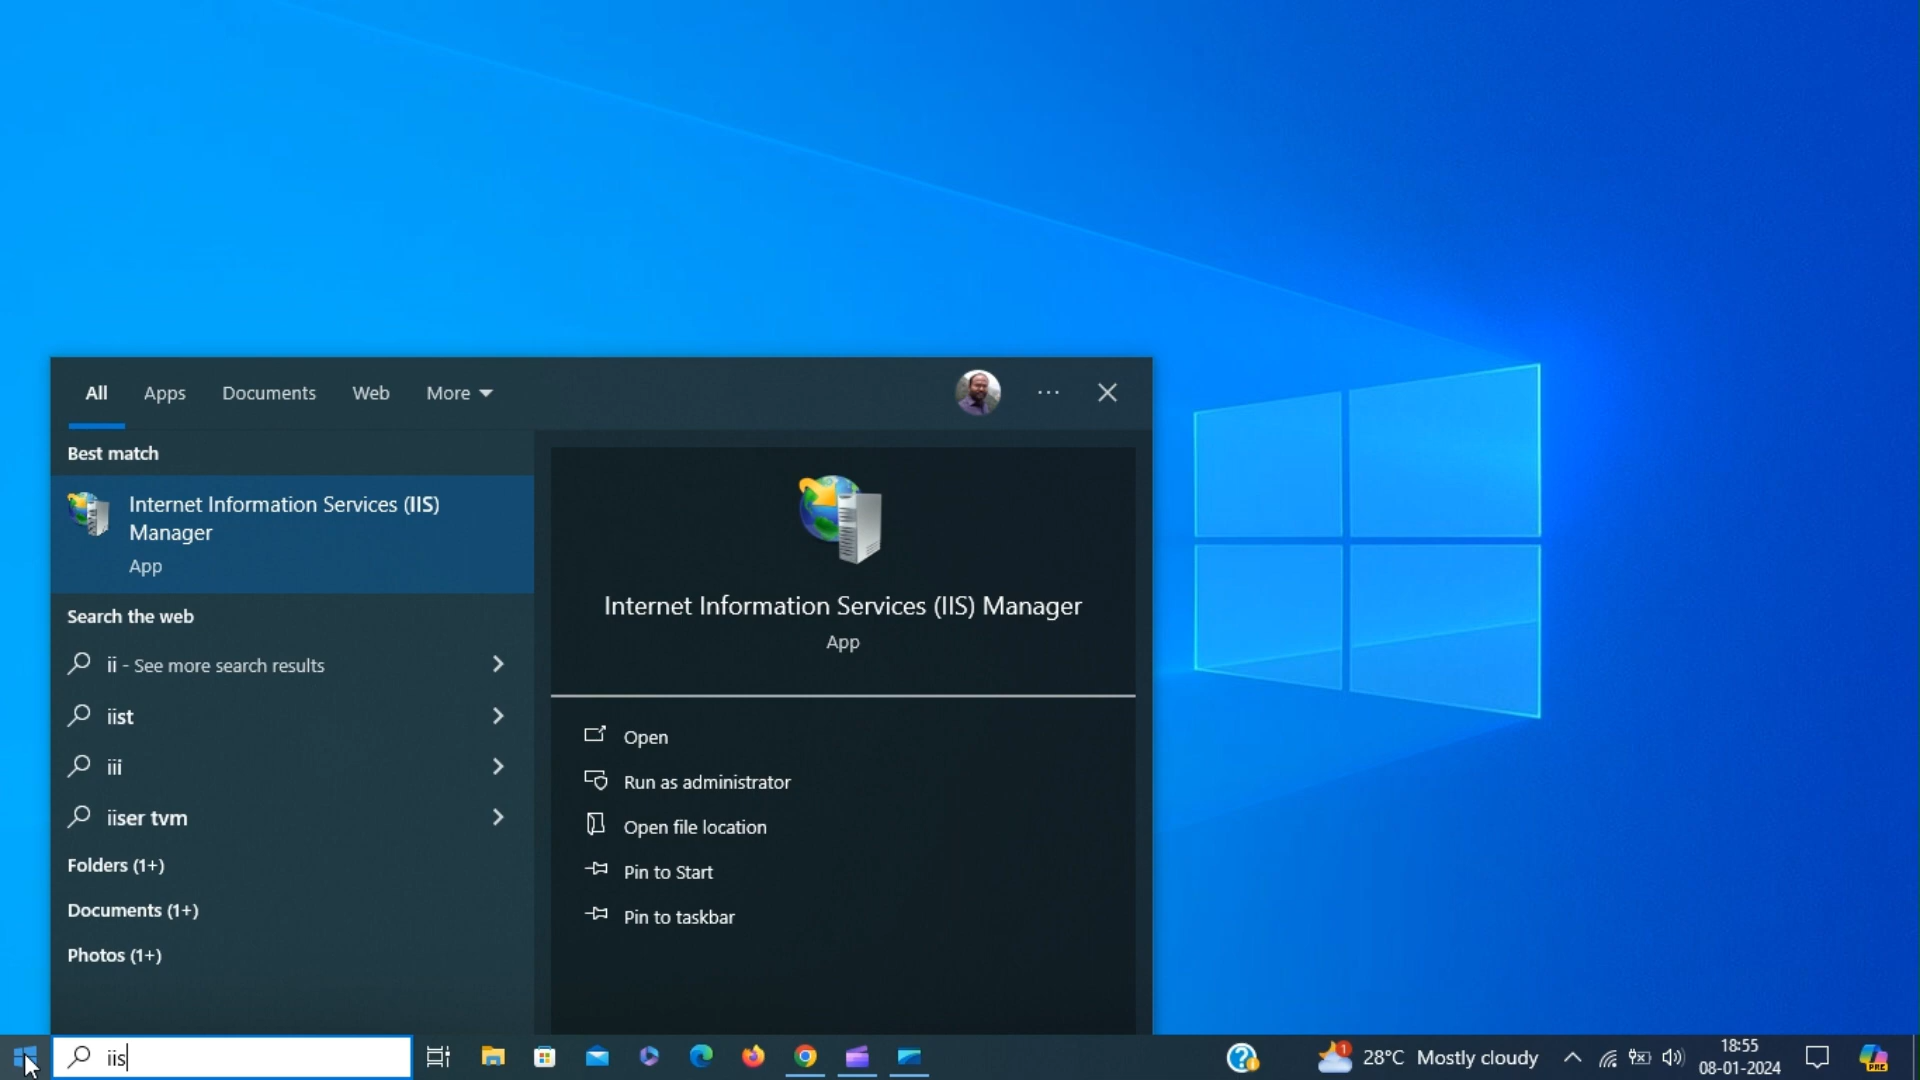 All Apps Documents Web More
Best match
Internet Information Services (IIS)
Manager
App
Search the web
ii - See more search results
iist
iii
iiser tvm
Folders (1+)
Documents (1+)
Photos (1+)
Internet Information Services (IIS) Manager
App
Open
Run as administrator
Open file location
Pin to Start
Pin to taskbar
iis
1
28°C Mostly cloudy
18:55
08-01-2024
PRE